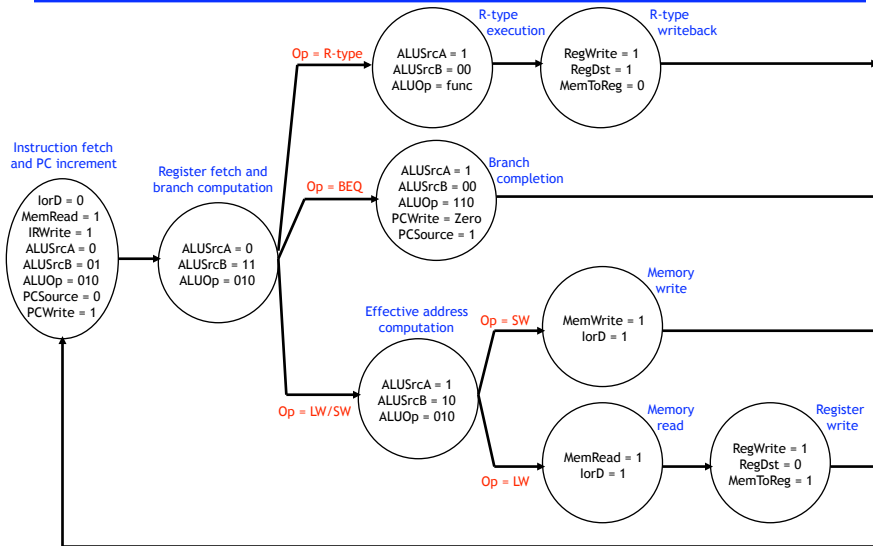 R-type
execution
R-type
writeback
Op = R-type
ALUSrcA = 1
ALUSrcB = 00
ALUOp = func
RegWrite = 1
RegDst = 1
MemToReg = 0
Instruction fetch
and PC increment
Register fetch and
branch computation
Op = BEQ
ALUSrcA = 1
ALUSrcB = 00
ALUOp = 110
PCWrite = Zero
PCSource = 1
Branch
completion
IorD = 0
MemRead = 1
IRWrite = 1
ALUSrcA = 0
ALUSrcB = 01
ALUOp = 010
PCSource = 0
PCWrite = 1
ALUSrcA = 0
ALUSrcB = 11
ALUOp = 010
Effective address
computation
Op = SW
Memory
write
MemWrite = 1
IorD = 1
Op = LW/SW
ALUSrcA = 1
ALUSrcB = 10
ALUOp = 010
Memory
read
Register
write
Op = LW
MemRead = 1
IorD = 1
RegWrite = 1
RegDst = 0
MemToReg = 1